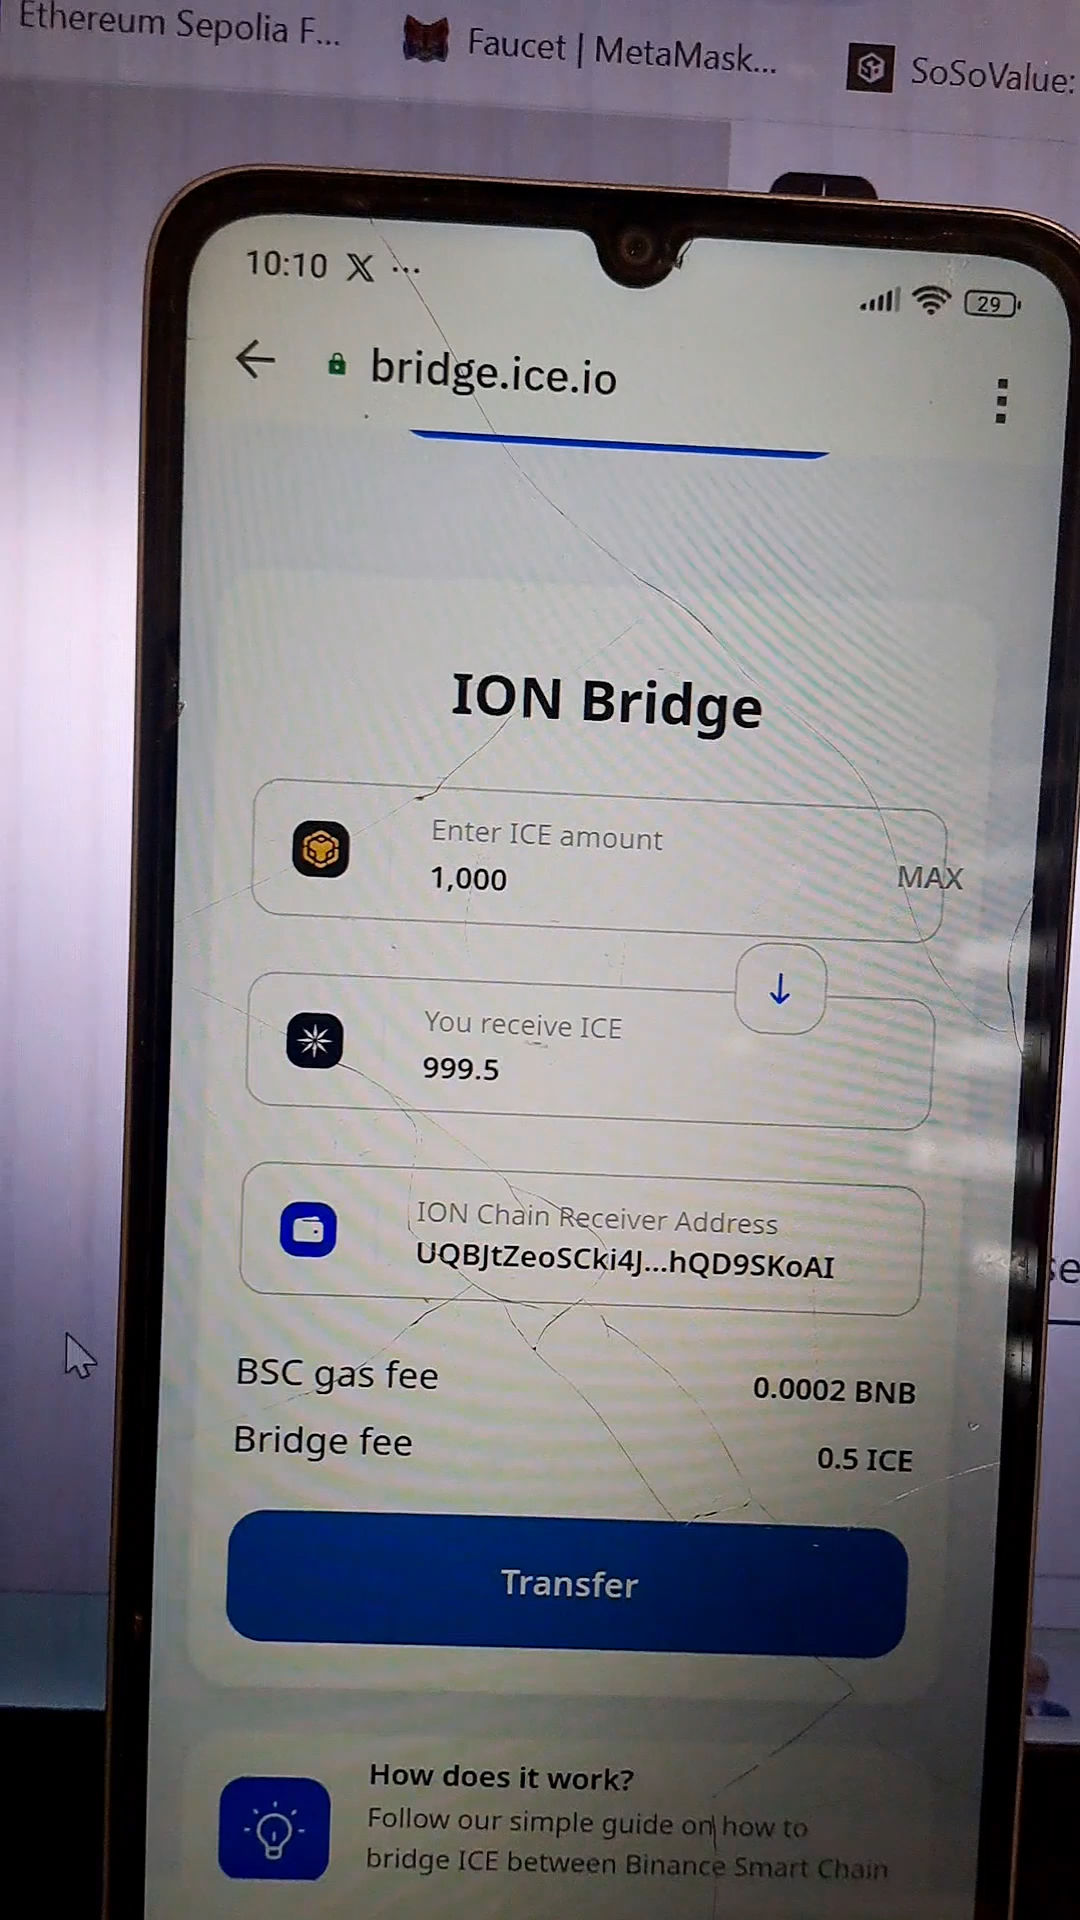 Ethereum Sepolia F...
Faucet | MetaMask...
SoSoValue:
10:10 X ...
29
bridge.ice.io
ION Bridge
Enter ICE amount
1,000
MAX
You receive ICE
999.5
ION Chain Receiver Address
UQBJtZeoSCki4J...hQD9SKoAI
se
BSC gas fee
0.0002 BNB
Bridge fee
0.5 ICE
Transfer
How does it work?
Follow our simple guide on how to
bridge ICE between Binance Smart Chain